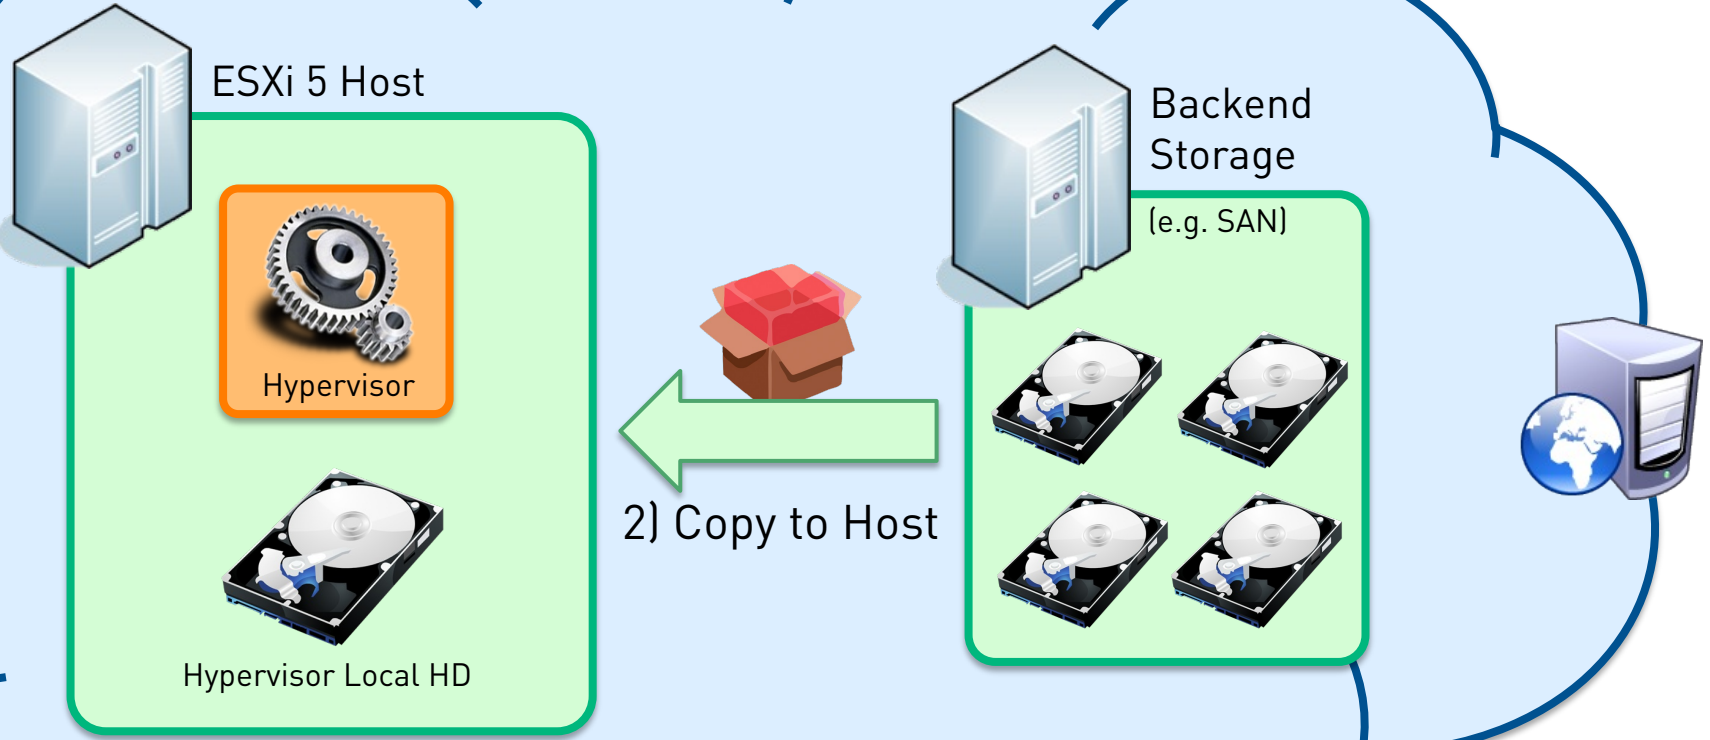 ESXi 5 Host
Backend
Storage
(e.g. SAN)
Hypervisor
2) Copy to Host
Hypervisor Local HD